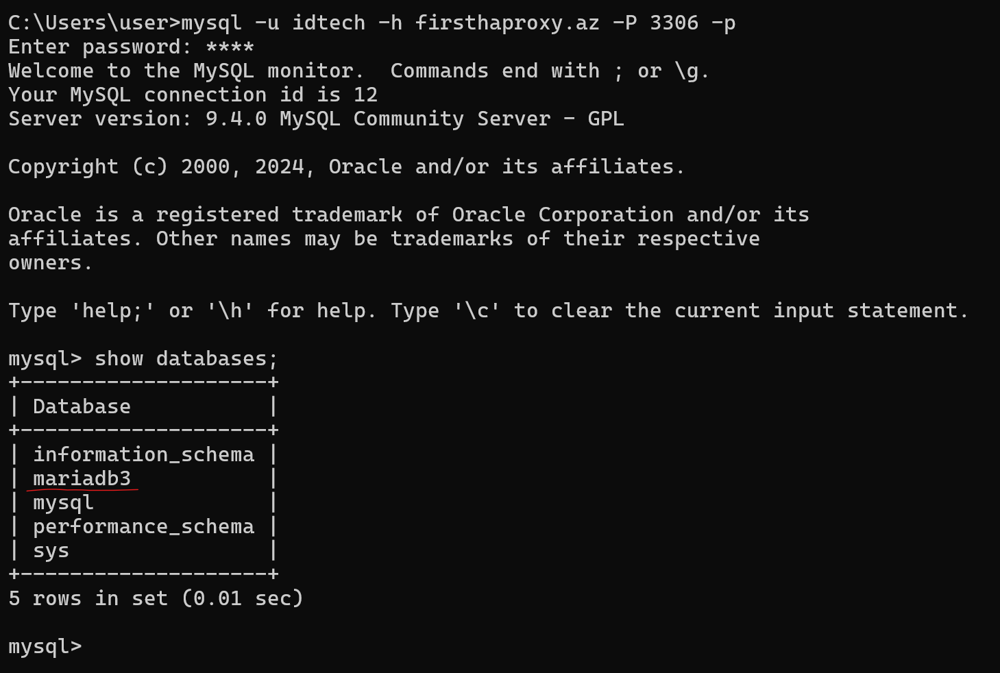 C:\Users\user>mysql -u idtech -h firsthaproxy.az -P 3306 -p
Enter password: ****
Welcome to the MySQL monitor.  Commands end with ; or \g.
Your MySQL connection id is 12
Server version: 9.4.0 MySQL Community Server - GPL

Copyright (c) 2000, 2024, Oracle and/or its affiliates.

Oracle is a registered trademark of Oracle Corporation and/or its
affiliates. Other names may be trademarks of their respective
owners.

Type 'help;' or '\h' for help. Type '\c' to clear the current input statement.

mysql> show databases;
+--------------------+
| Database           |
+--------------------+
| information_schema |
| mariadb3           |
| mysql              |
| performance_schema |
| sys                |
+--------------------+
5 rows in set (0.01 sec)

mysql>